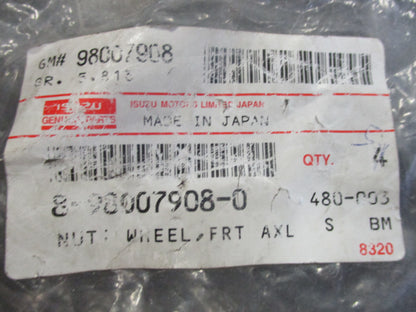 GM# 98007908
GR. 5.813
ISUZU
GENUINE PARTS
ISUZU MOTORS LIMITED JAPAN
MADE IN JAPAN
QTY. 4
8-98007908-0 480-003
NUT: WHEEL, FRT AXL S BM
8320